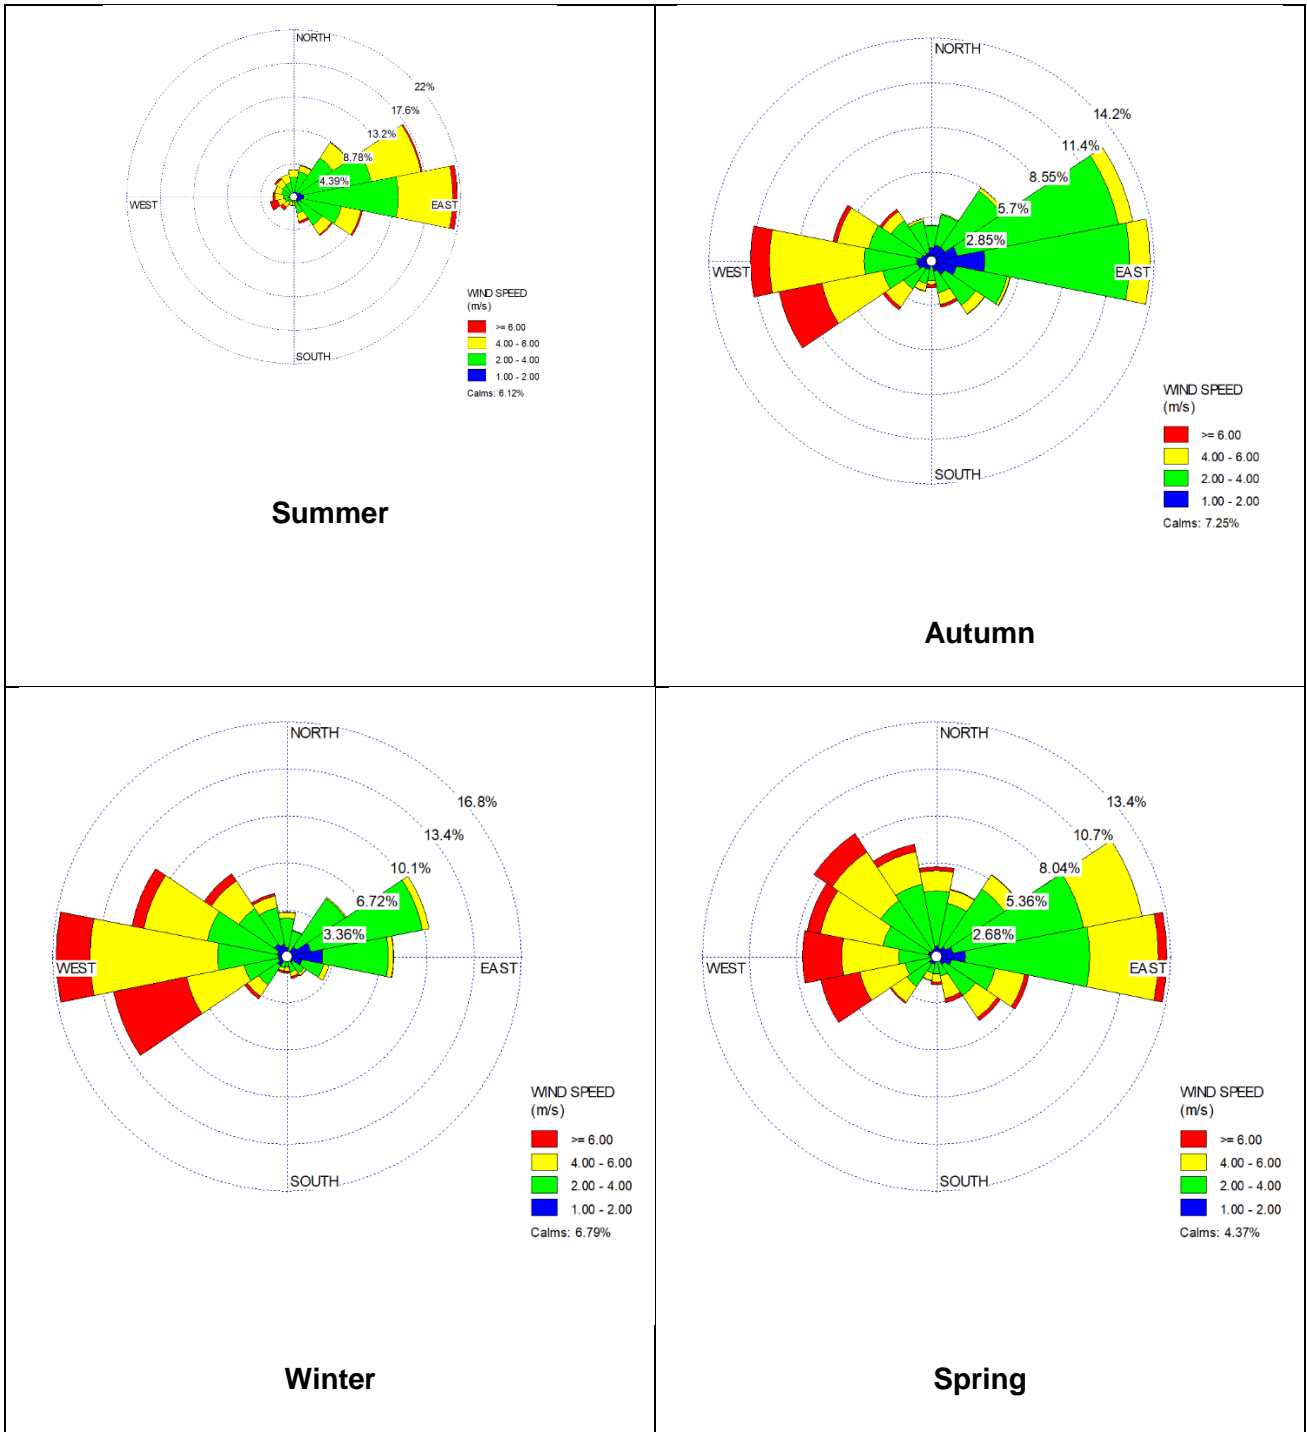 NORTH
22%
17.6%
13.2%
8.78%
4.39%
WEST
EAST
SOUTH
WIND SPEED
(m/s)
>= 6.00
4.00 - 6.00
2.00 - 4.00
1.00 - 2.00
Calms: 6.12%
Summer
NORTH
14.2%
11.4%
8.55%
5.7%
2.85%
WEST
EAST
SOUTH
WIND SPEED
(m/s)
>= 6.00
4.00 - 6.00
2.00 - 4.00
1.00 - 2.00
Calms: 7.25%
Autumn
NORTH
16.8%
13.4%
10.1%
6.72%
3.36%
WEST
EAST
SOUTH
WIND SPEED
(m/s)
>= 6.00
4.00 - 6.00
2.00 - 4.00
1.00 - 2.00
Calms: 6.79%
Winter
NORTH
13.4%
10.7%
8.04%
5.36%
2.68%
WEST
EAST
SOUTH
WIND SPEED
(m/s)
>= 6.00
4.00 - 6.00
2.00 - 4.00
1.00 - 2.00
Calms: 4.37%
Spring